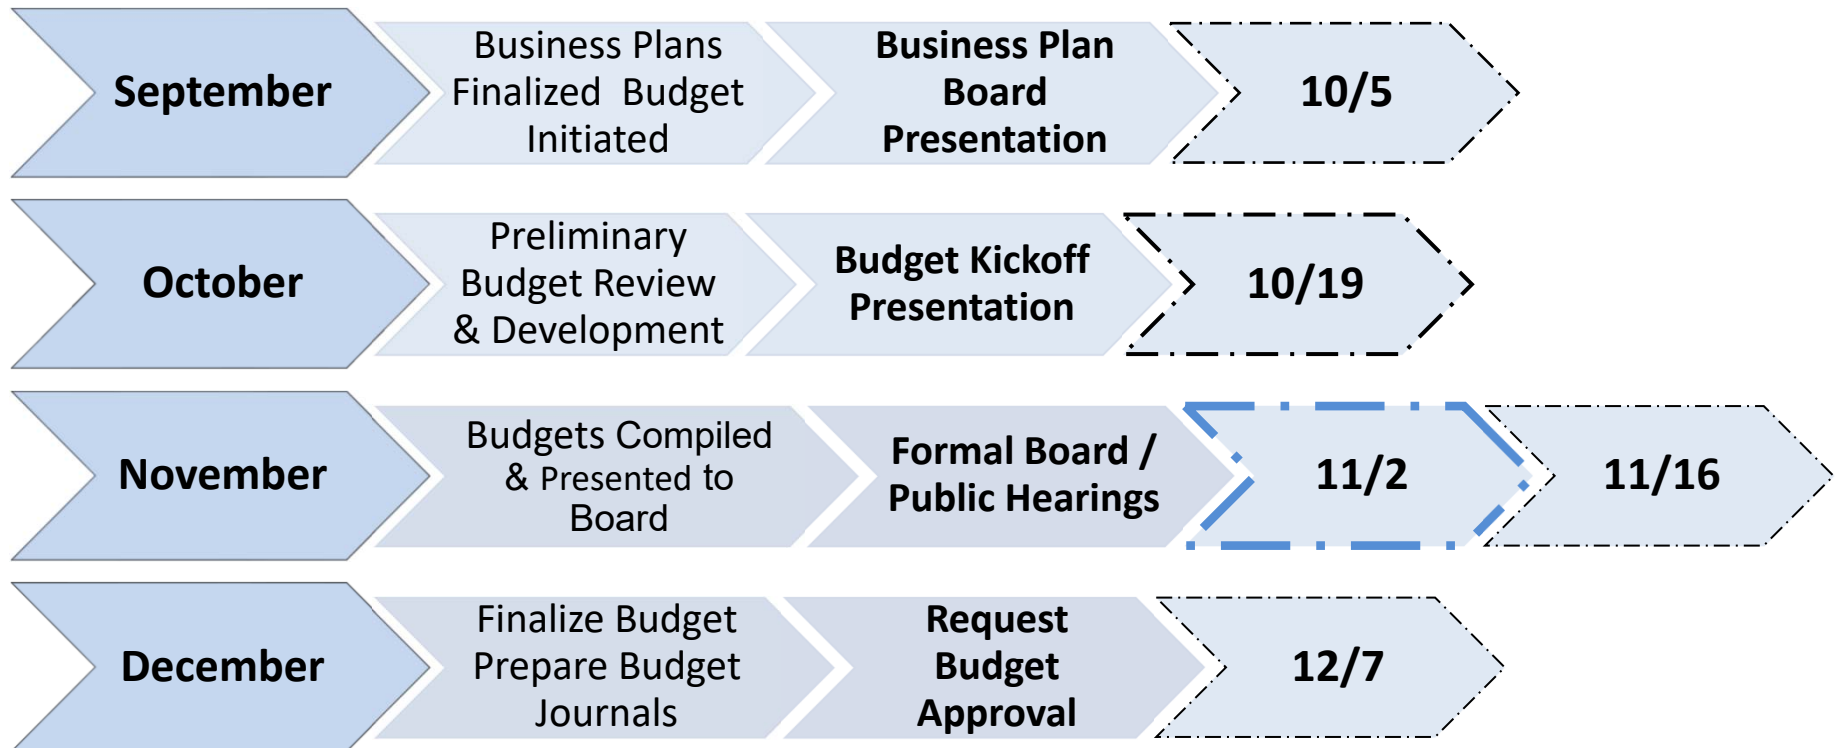 September
Business Plans
Finalized  Budget
Initiated
Business Plan
Board
Presentation
10/5
October
Preliminary
Budget Review
& Development
Budget Kickoff
Presentation
10/19
November
Budgets Compiled
& Presented to
Board
Formal Board /
Public Hearings
11/2
11/16
December
Finalize Budget
Prepare Budget
Journals
Request
Budget
Approval
12/7